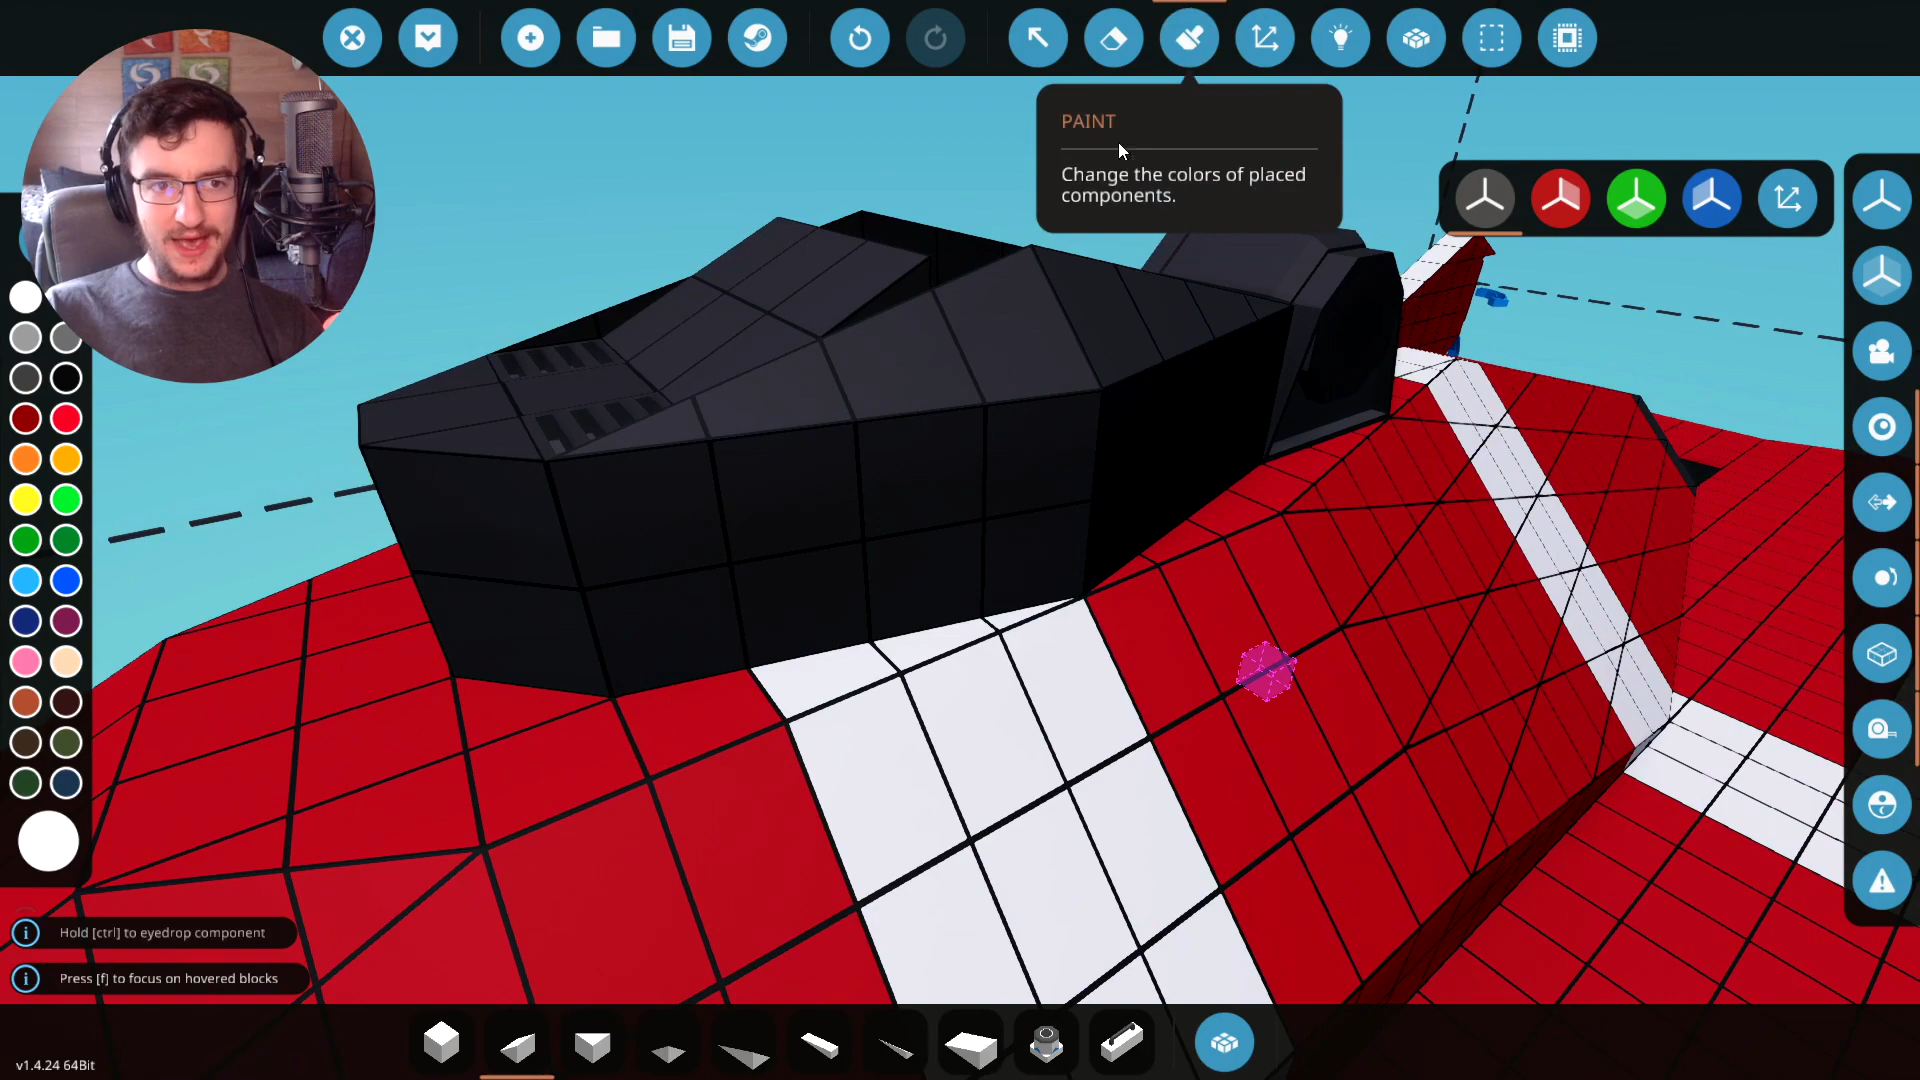 PAINT
Change the colors of placed
components.
Hold [ctrl] to eyedrop component
Press [f] to focus on hovered blocks
v1.4.24 64Bit